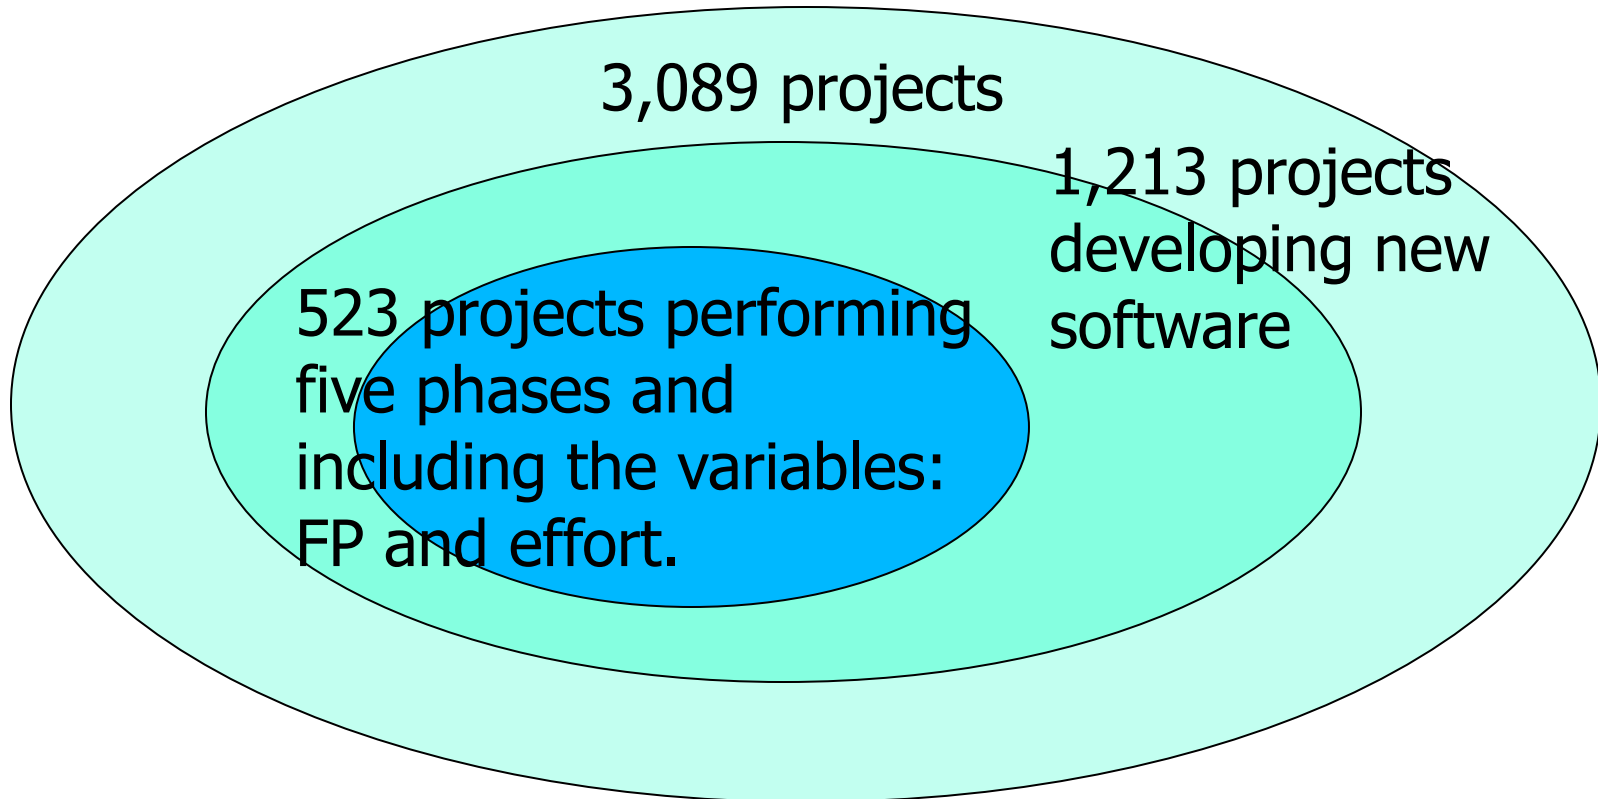 3,089 projects
1,213 projects
developing new
software
523 projects performing
five phases and
including the variables:
FP and effort.